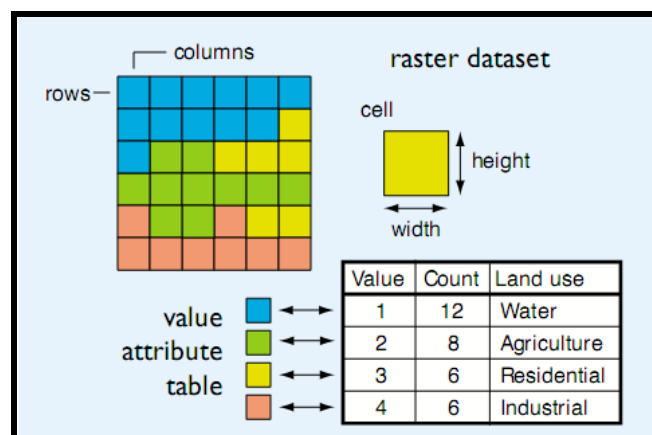 columns
raster dataset
rows
cell
height
width
value
attribute
table
Value Count Land use
1 12 Water
2 8 Agriculture
3 6 Residential
4 6 Industrial